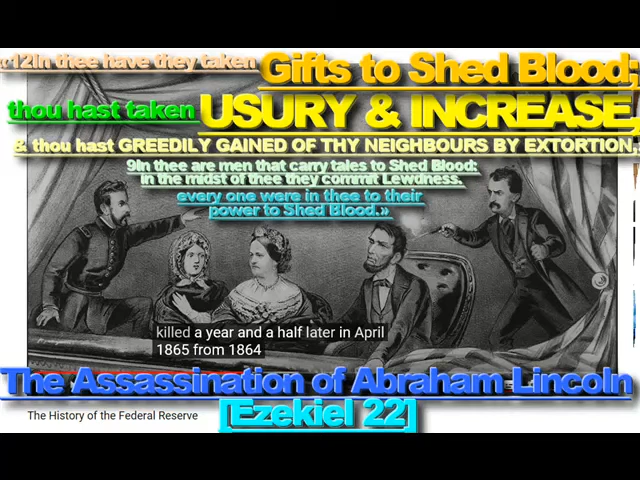 «12In thee have they taken Gifts to Shed Blood;
thou hast taken USURY & INCREASE,
& thou hast GREEDILY GAINED OF THY NEIGHBOURS BY EXTORTION,
9In thee are men that carry tales to Shed Blood:
in the midst of thee they commit Lewdness.
every one were in thee to their
power to Shed Blood.»
killed a year and a half later in April
1865 from 1864
The Assassination of Abraham Lincoln
The History of the Federal Reserve
[Ezekiel 22]